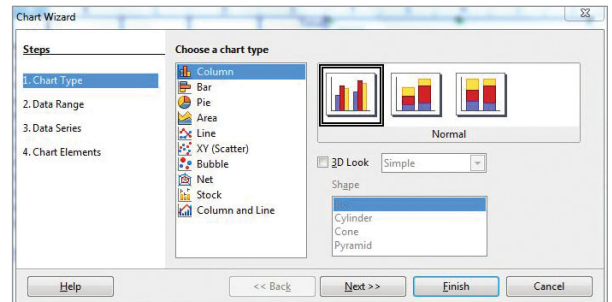 Chart Wizard
Steps
1. Chart Type
2. Data Range
3. Data Series
4. Chart Elements
Choose a chart type
Column
Bar
Pie
Area
Line
XY (Scatter)
Bubble
Net
Stock
Column and Line
Normal
3D Look
Simple
Shape
Cylinder
Cone
Pyramid
Help
<< Back
Next >>
Finish
Cancel